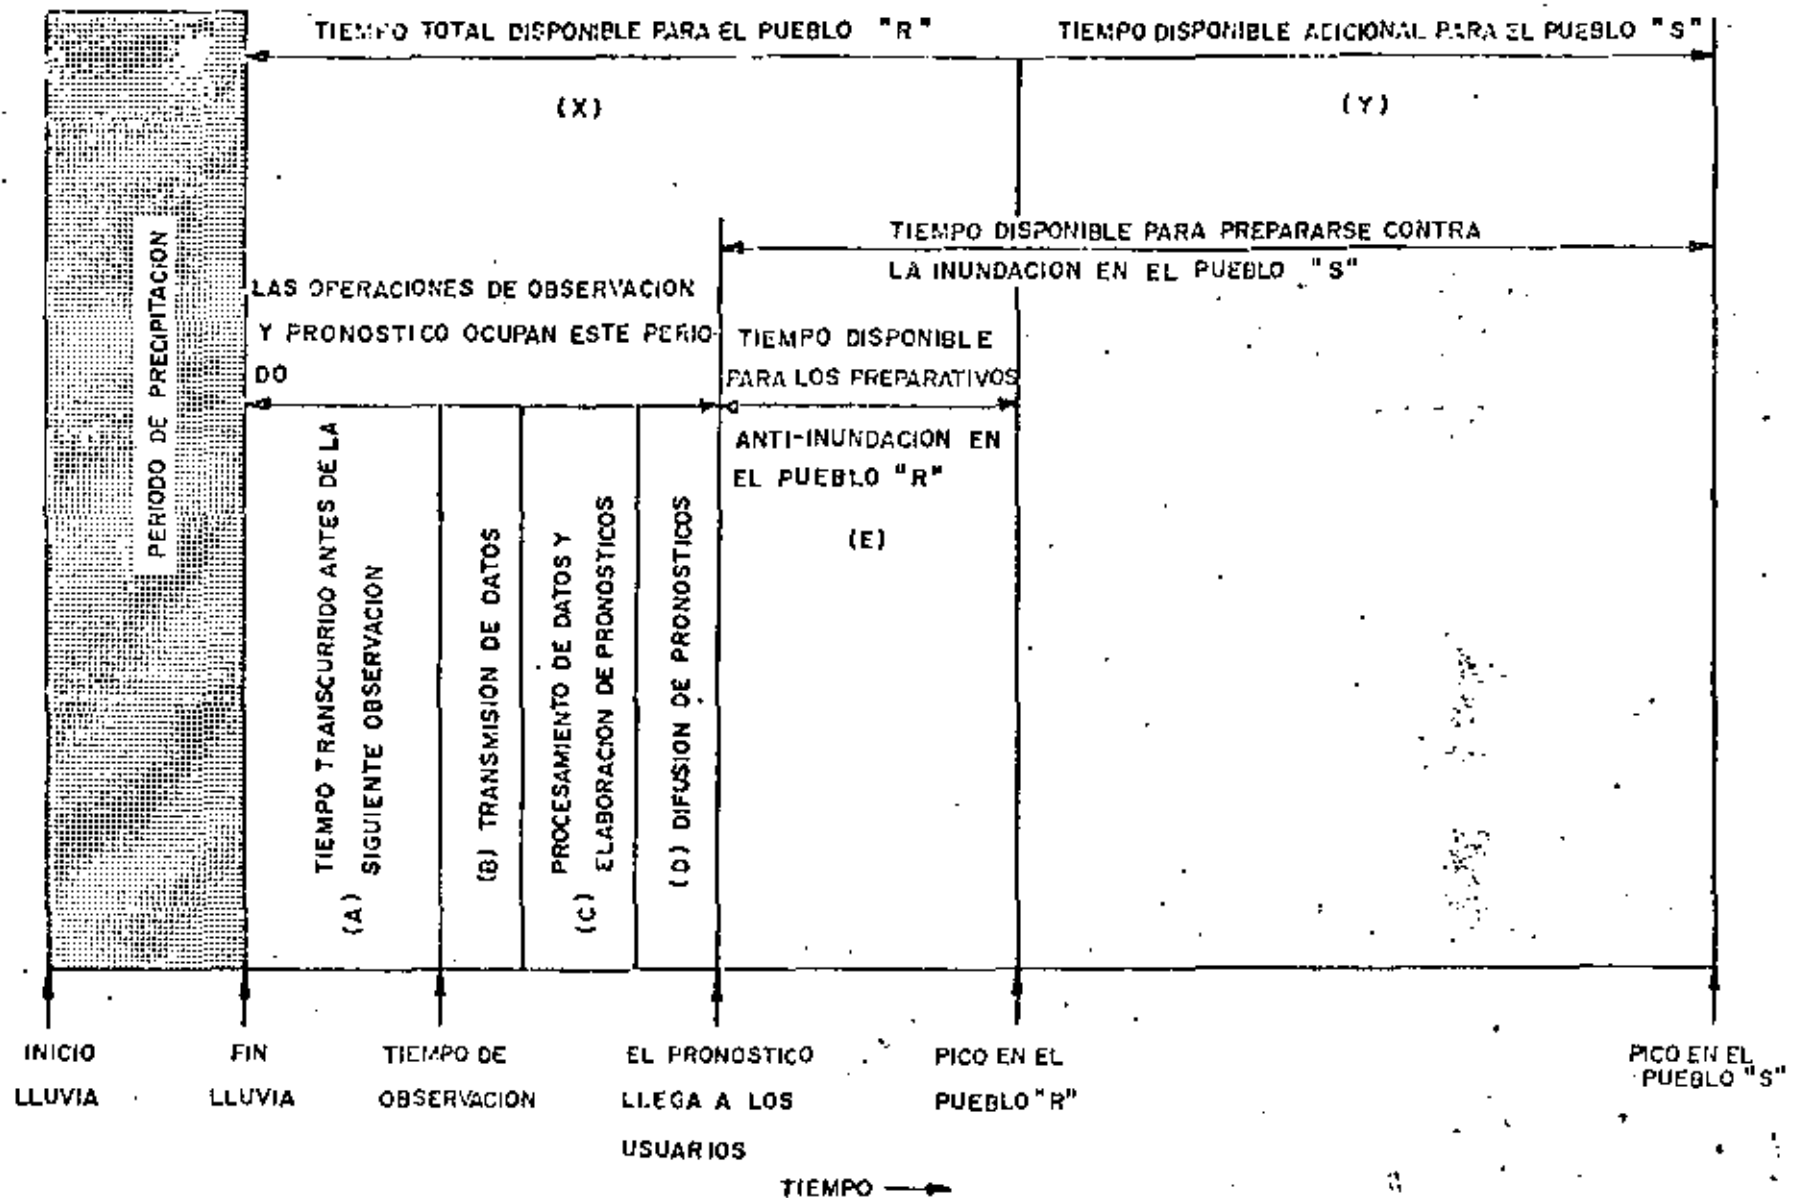 TIEMPO TOTAL DISPONIBLE PARA EL PUEBLO "R"
TIEMPO DISPONIBLE ADICIONAL PARA EL PUEBLO "S"
(X)
(Y)
PERIODO DE PRECIPITACION
TIEMPO DISPONIBLE PARA PREPARARSE CONTRA
LA INUNDACION EN EL PUEBLO "S"
LAS OPERACIONES DE OBSERVACION
Y PRONOSTICO OCUPAN ESTE PERIO-
DO
TIEMPO DISPONIBLE
PARA LOS PREPARATIVOS
ANTI-INUNDACION EN
EL PUEBLO "R"
(E)
(A) TIEMPO TRANSCURRIDO ANTES DE LA
SIGUIENTE OBSERVACION
(B) TRANSMISION DE DATOS
(C) PROCESAMIENTO DE DATOS Y
ELABORACION DE PRONOSTICOS
(D) DIFUSION DE PRONOSTICOS
INICIO
LLUVIA
FIN
LLUVIA
TIEMPO DE
OBSERVACION
EL PRONOSTICO
LLEGA A LOS
USUARIOS
PICO EN EL
PUEBLO "R"
PICO EN EL
PUEBLO "S"
TIEMPO